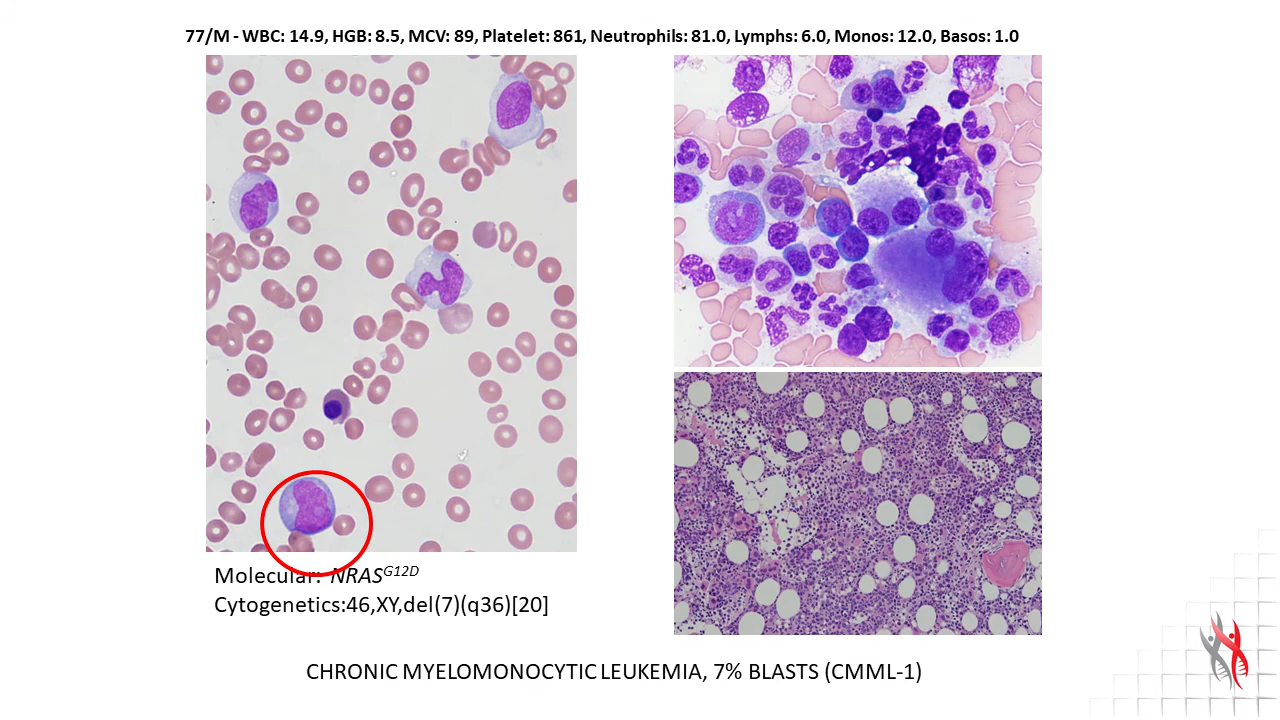 77/M - WBC: 14.9, HGB: 8.5, MCV: 89, Platelet: 861, Neutrophils: 81.0, Lymphs: 6.0, Monos: 12.0, Basos: 1.0
Molecular: NRAS^G12D
Cytogenetics:46,XY,del(7)(q36)[20]
CHRONIC MYELOMONOCYTIC LEUKEMIA, 7% BLASTS (CMML-1)